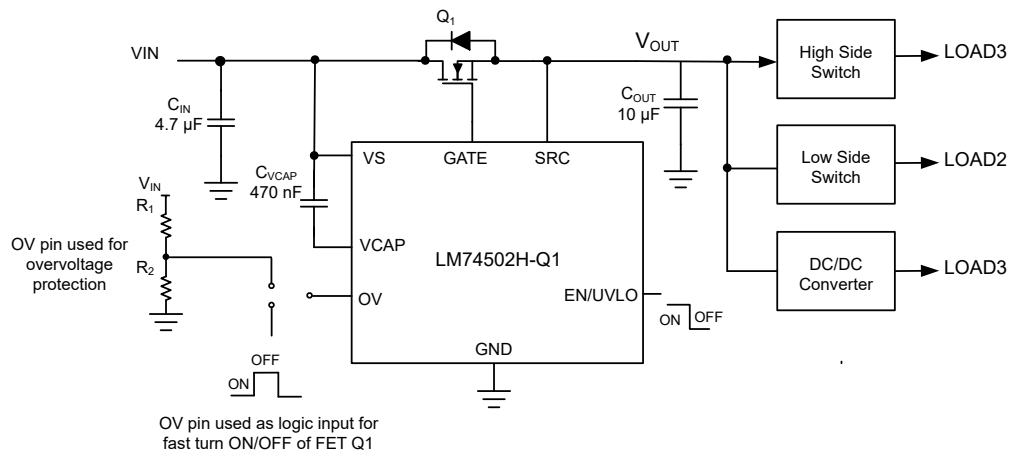 Q1
VIN
VOUT
High Side
Switch
LOAD3
CIN
4.7 µF
COUT
10 µF
VS
GATE
SRC
CVCAP
470 nF
Low Side
Switch
LOAD2
VIN
R1
OV pin used for
overvoltage
protection
R2
VCAP
LM74502H-Q1
DC/DC
Converter
LOAD3
OV
EN/UVLO
ON
OFF
GND
OFF
ON
OV pin used as logic input for
fast turn ON/OFF of FET Q1